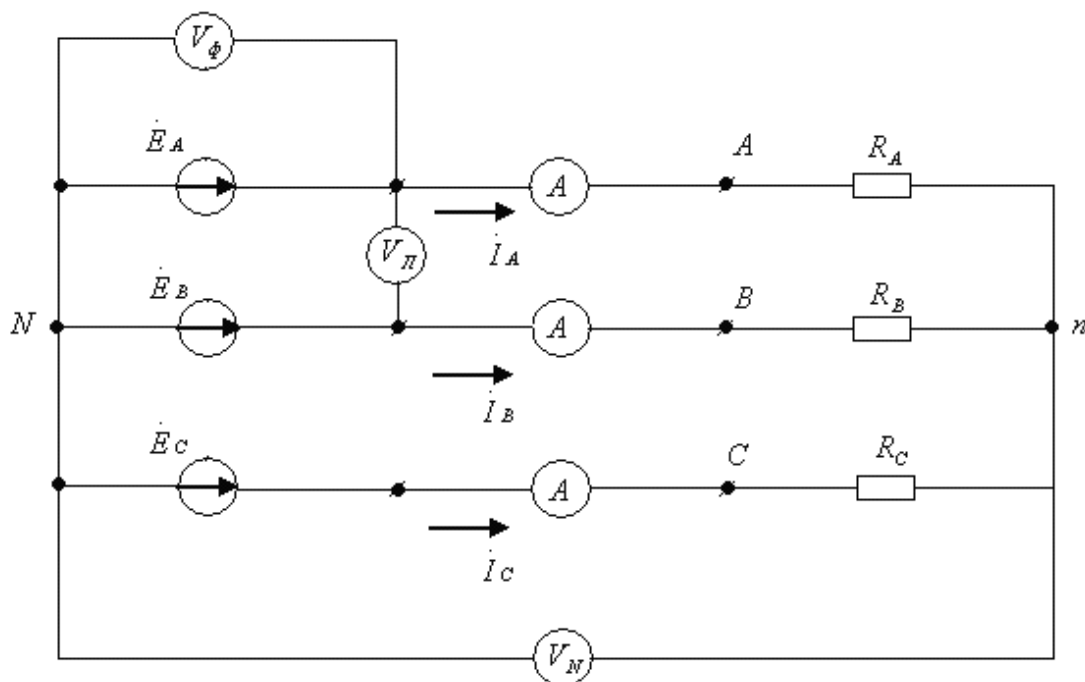 V_ф
Ė_A
A
A
R_A
V_л
İ_A
N
Ė_B
A
B
R_B
n
İ_B
Ė_C
A
C
R_C
İ_C
V_N